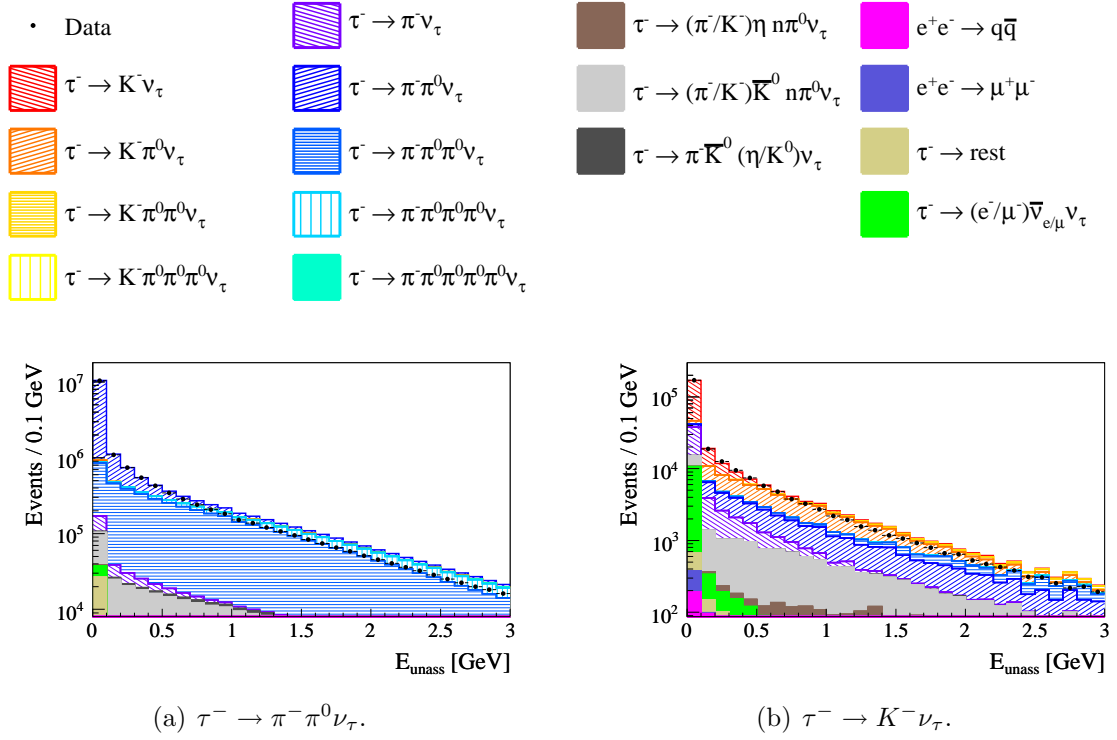 Data
τ⁻ → K⁻ν_τ
τ⁻ → K⁻π⁰ν_τ
τ⁻ → K⁻π⁰π⁰ν_τ
τ⁻ → K⁻π⁰π⁰π⁰ν_τ
τ⁻ → π⁻ν_τ
τ⁻ → π⁻π⁰ν_τ
τ⁻ → π⁻π⁰π⁰ν_τ
τ⁻ → π⁻π⁰π⁰π⁰ν_τ
τ⁻ → π⁻π⁰π⁰π⁰π⁰ν_τ
τ⁻ → (π⁻/K⁻)η nπ⁰ν_τ
τ⁻ → (π⁻/K⁻)K̅⁰ nπ⁰ν_τ
τ⁻ → π⁻K̅⁰ (η/K⁰)ν_τ
e⁺e⁻ → qq̅
e⁺e⁻ → μ⁺μ⁻
τ⁻ → rest
τ⁻ → (e⁻/μ⁻)ν̅_e/μ ν_τ
Events / 0.1 GeV
10⁷
10⁶
10⁵
10⁴
0 0.5 1 1.5 2 2.5 3
E_unass [GeV]
(a) τ⁻ → π⁻π⁰ν_τ.
Events / 0.1 GeV
10⁵
10⁴
10³
10²
0 0.5 1 1.5 2 2.5 3
E_unass [GeV]
(b) τ⁻ → K⁻ν_τ.